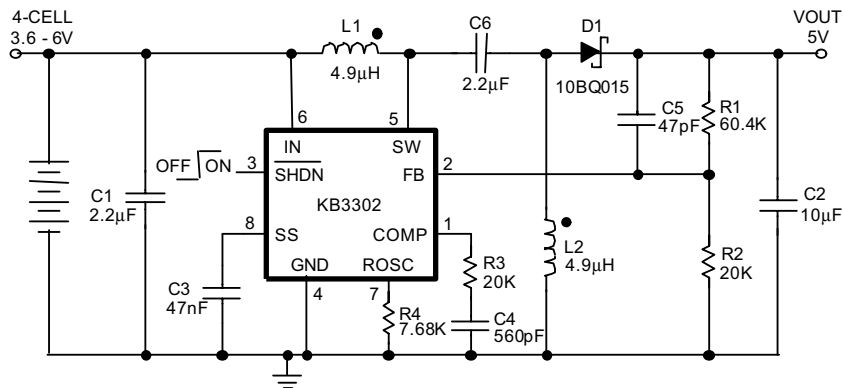 4-CELL
3.6 - 6V
L1
4.9μH
C6
2.2μF
D1
10BQ015
VOUT
5V
C5
47pF
R1
60.4K
6
5
IN
SW
OFF ON
3
SHDN
FB
2
KB3302
C1
2.2μF
8
SS
COMP
1
C2
10μF
L2
4.9μH
R2
20K
GND
ROSC
R3
20K
C3
47nF
4
7
R4
7.68K
C4
560pF